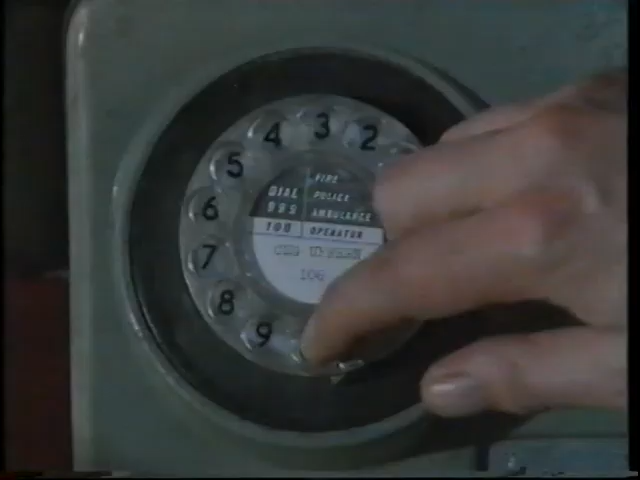 4 3 2
5
6
7
8
9
FIRE
DIAL POLICE
999 AMBULANCE
100 OPERATOR
106